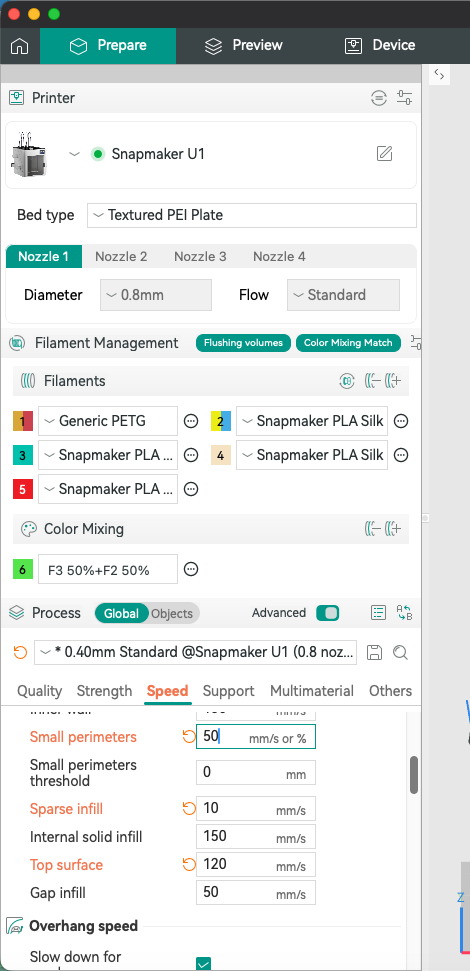 Prepare
Preview
Device
Printer
Snapmaker U1
Bed type
Textured PEI Plate
Nozzle 1
Nozzle 2
Nozzle 3
Nozzle 4
Diameter
0.8mm
Flow
Standard
Filament Management
Flushing volumes
Color Mixing Match
Filaments
1 Generic PETG
2 Snapmaker PLA Silk
3 Snapmaker PLA ...
4 Snapmaker PLA Silk
5 Snapmaker PLA ...
Color Mixing
6 F3 50%+F2 50%
Process
Global
Objects
Advanced
* 0.40mm Standard @Snapmaker U1 (0.8 noz...
Quality
Strength
Speed
Support
Multimaterial
Others
Inner wall
mm/s
Small perimeters
50
mm/s or %
Small perimeters
threshold
0
mm
Sparse infill
10
mm/s
Internal solid infill
150
mm/s
Top surface
120
mm/s
Gap infill
50
mm/s
Overhang speed
Slow down for
Z